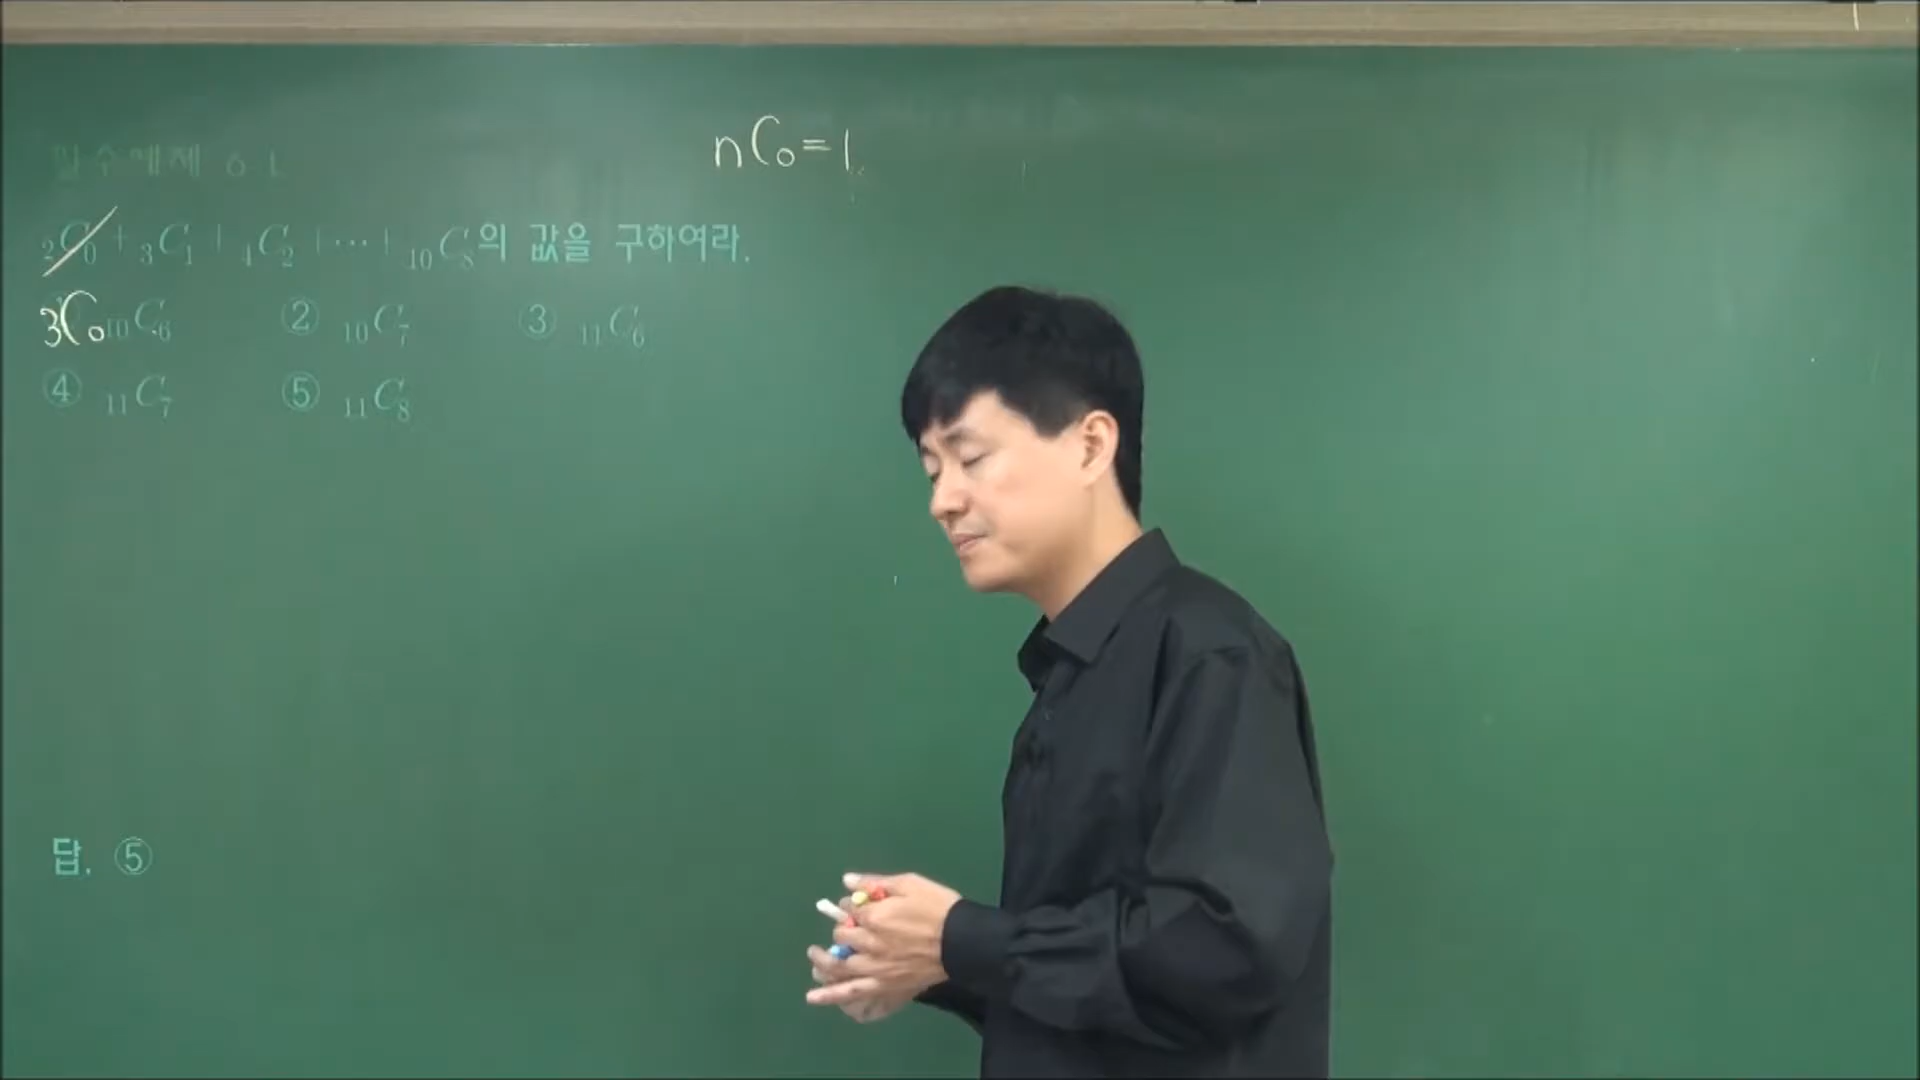 nC₀=1
필수예제 6-1
₂C₀ + ₃C₁ + ₄C₂ + ⋯ + ₁₀C₈의 값을 구하여라.
₃C₀ ₁₀C₆ ② ₁₀C₇ ③ ₁₁C₆
④ ₁₁C₇ ⑤ ₁₁C₈
답. ⑤